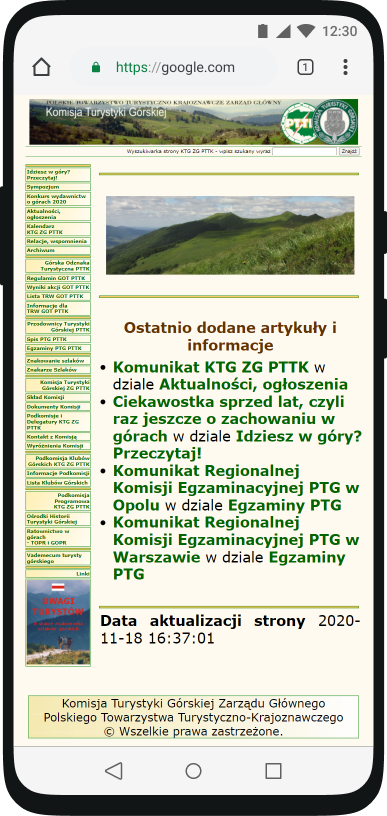 12:30
https://google.com
1
POLSKIE TOWARZYSTWO TURYSTYCZNO KRAJOZNAWCZE ZARZĄD GŁÓWNY
Komisja Turystyki Górskiej
PTTK
Wyszukiwarka strony KTG ZG PTTK - wpisz szukany wyraz
Znajdź
Idziesz w góry?
Przeczytaj!
Sympozjum
Konkurs wydawnictw
o górach 2020
Aktualności,
ogłoszenia
Kalendarz
KTG ZG PTTK
Relacje, wspomnienia
Archiwum
Górska Odznaka
Turystyczna PTTK
Regulamin GOT PTTK
Wyniki akcji GOT PTTK
Lista TRW GOT PTTK
Informacje dla
TRW GOT PTTK
Przodownicy Turystyki
Górskiej PTTK
Spis PTG PTTK
Egzaminy PTG PTTK
Znakowanie szlaków
Znakarze Szlaków
Komisja Turystyki
Górskiej ZG PTTK
Skład Komisji
Dokumenty Komisji
Podkomisje i
Delegatury KTG ZG
PTTK
Kontakt z Komisją
Wyróżnienia Komisji
Podkomisja Klubów
Górskich KTG ZG PTTK
Informacje Podkomisji
Lista Klubów Górskich
Podkomisja
Programowa
KTG ZG PTTK
Ośrodki Historii
Turystyki Górskiej
Ratownictwo w
górach
- TOPR i GOPR
Vademecum turysty
górskiego
Linki
UWAGI
TURYSTÓW
Ostatnio dodane artykuły i
informacje
• Komunikat KTG ZG PTTK w
dziale Aktualności, ogłoszenia
• Ciekawostka sprzed lat, czyli
raz jeszcze o zachowaniu w
górach w dziale Idziesz w góry?
Przeczytaj!
• Komunikat Regionalnej
Komisji Egzaminacyjnej PTG w
Opolu w dziale Egzaminy PTG
• Komunikat Regionalnej
Komisji Egzaminacyjnej PTG w
Warszawie w dziale Egzaminy
PTG
Data aktualizacji strony 2020-
11-18 16:37:01
Komisja Turystyki Górskiej Zarządu Głównego
Polskiego Towarzystwa Turystyczno-Krajoznawczego
© Wszelkie prawa zastrzeżone.